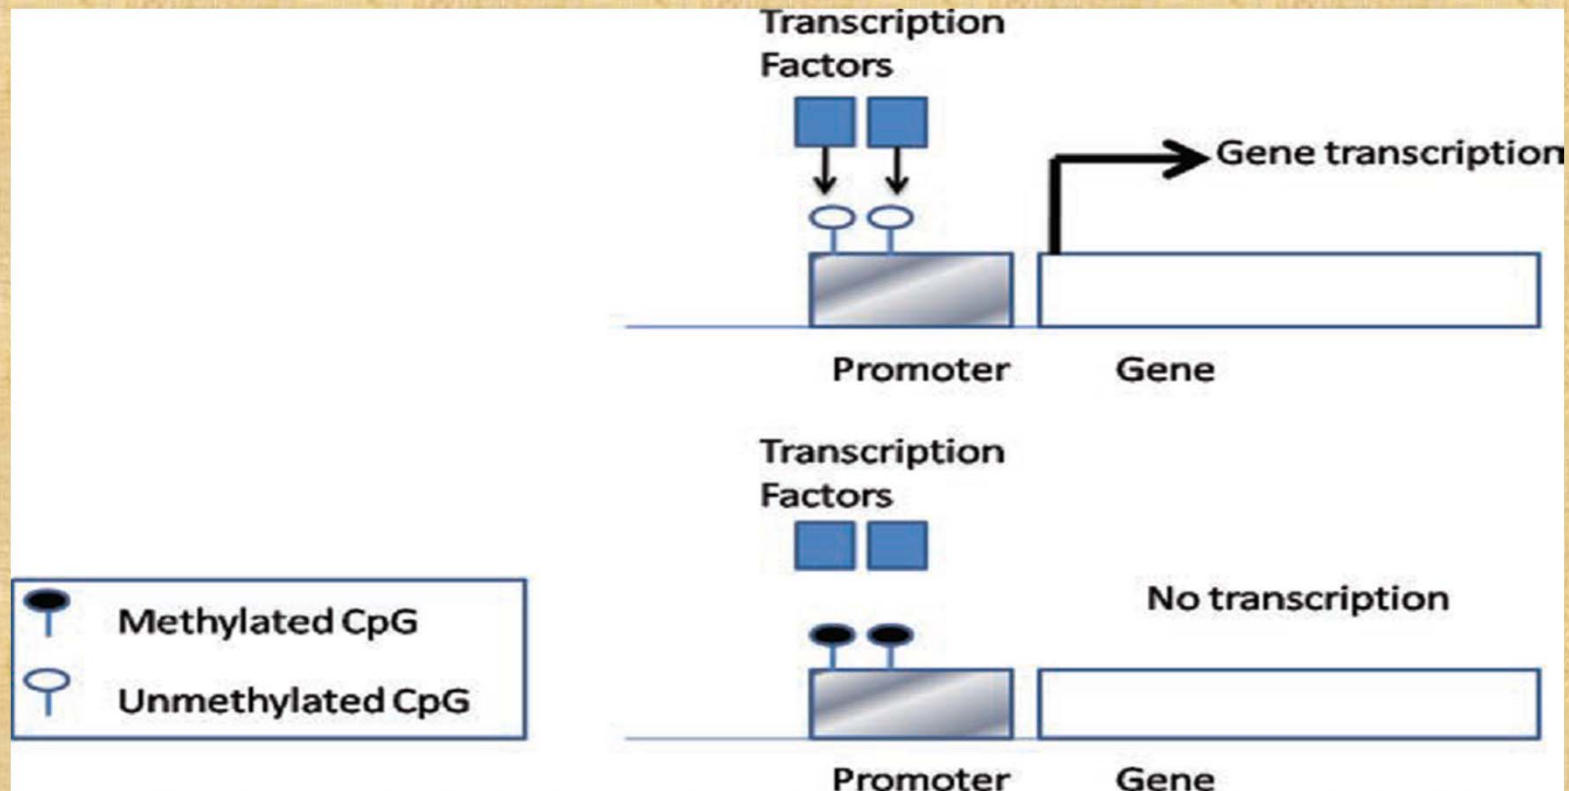 Transcription
Factors
Gene transcription
Promoter Gene
Transcription
Factors
No transcription
Methylated CpG
Unmethylated CpG
Promoter Gene